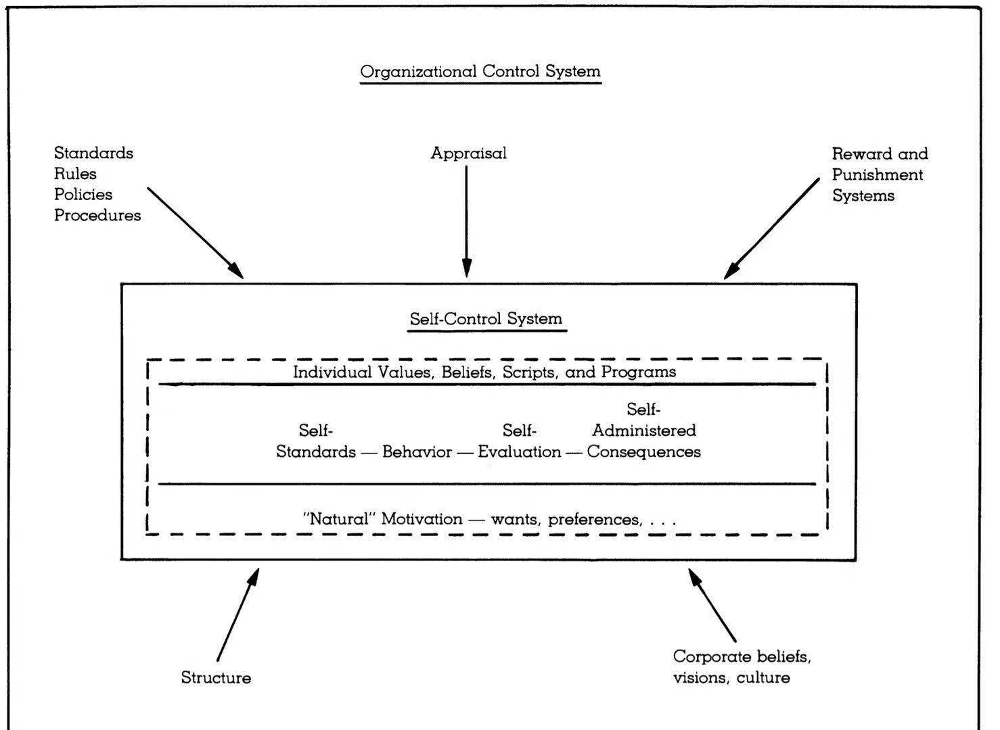 Organizational Control System
Standards
Rules
Policies
Procedures
Appraisal
Reward and
Punishment
Systems
Self-Control System
Individual Values, Beliefs, Scripts, and Programs
Self-
Self-
Self-
Administered
Standards — Behavior — Evaluation — Consequences
"Natural" Motivation — wants, preferences, . . .
Structure
Corporate beliefs,
visions, culture